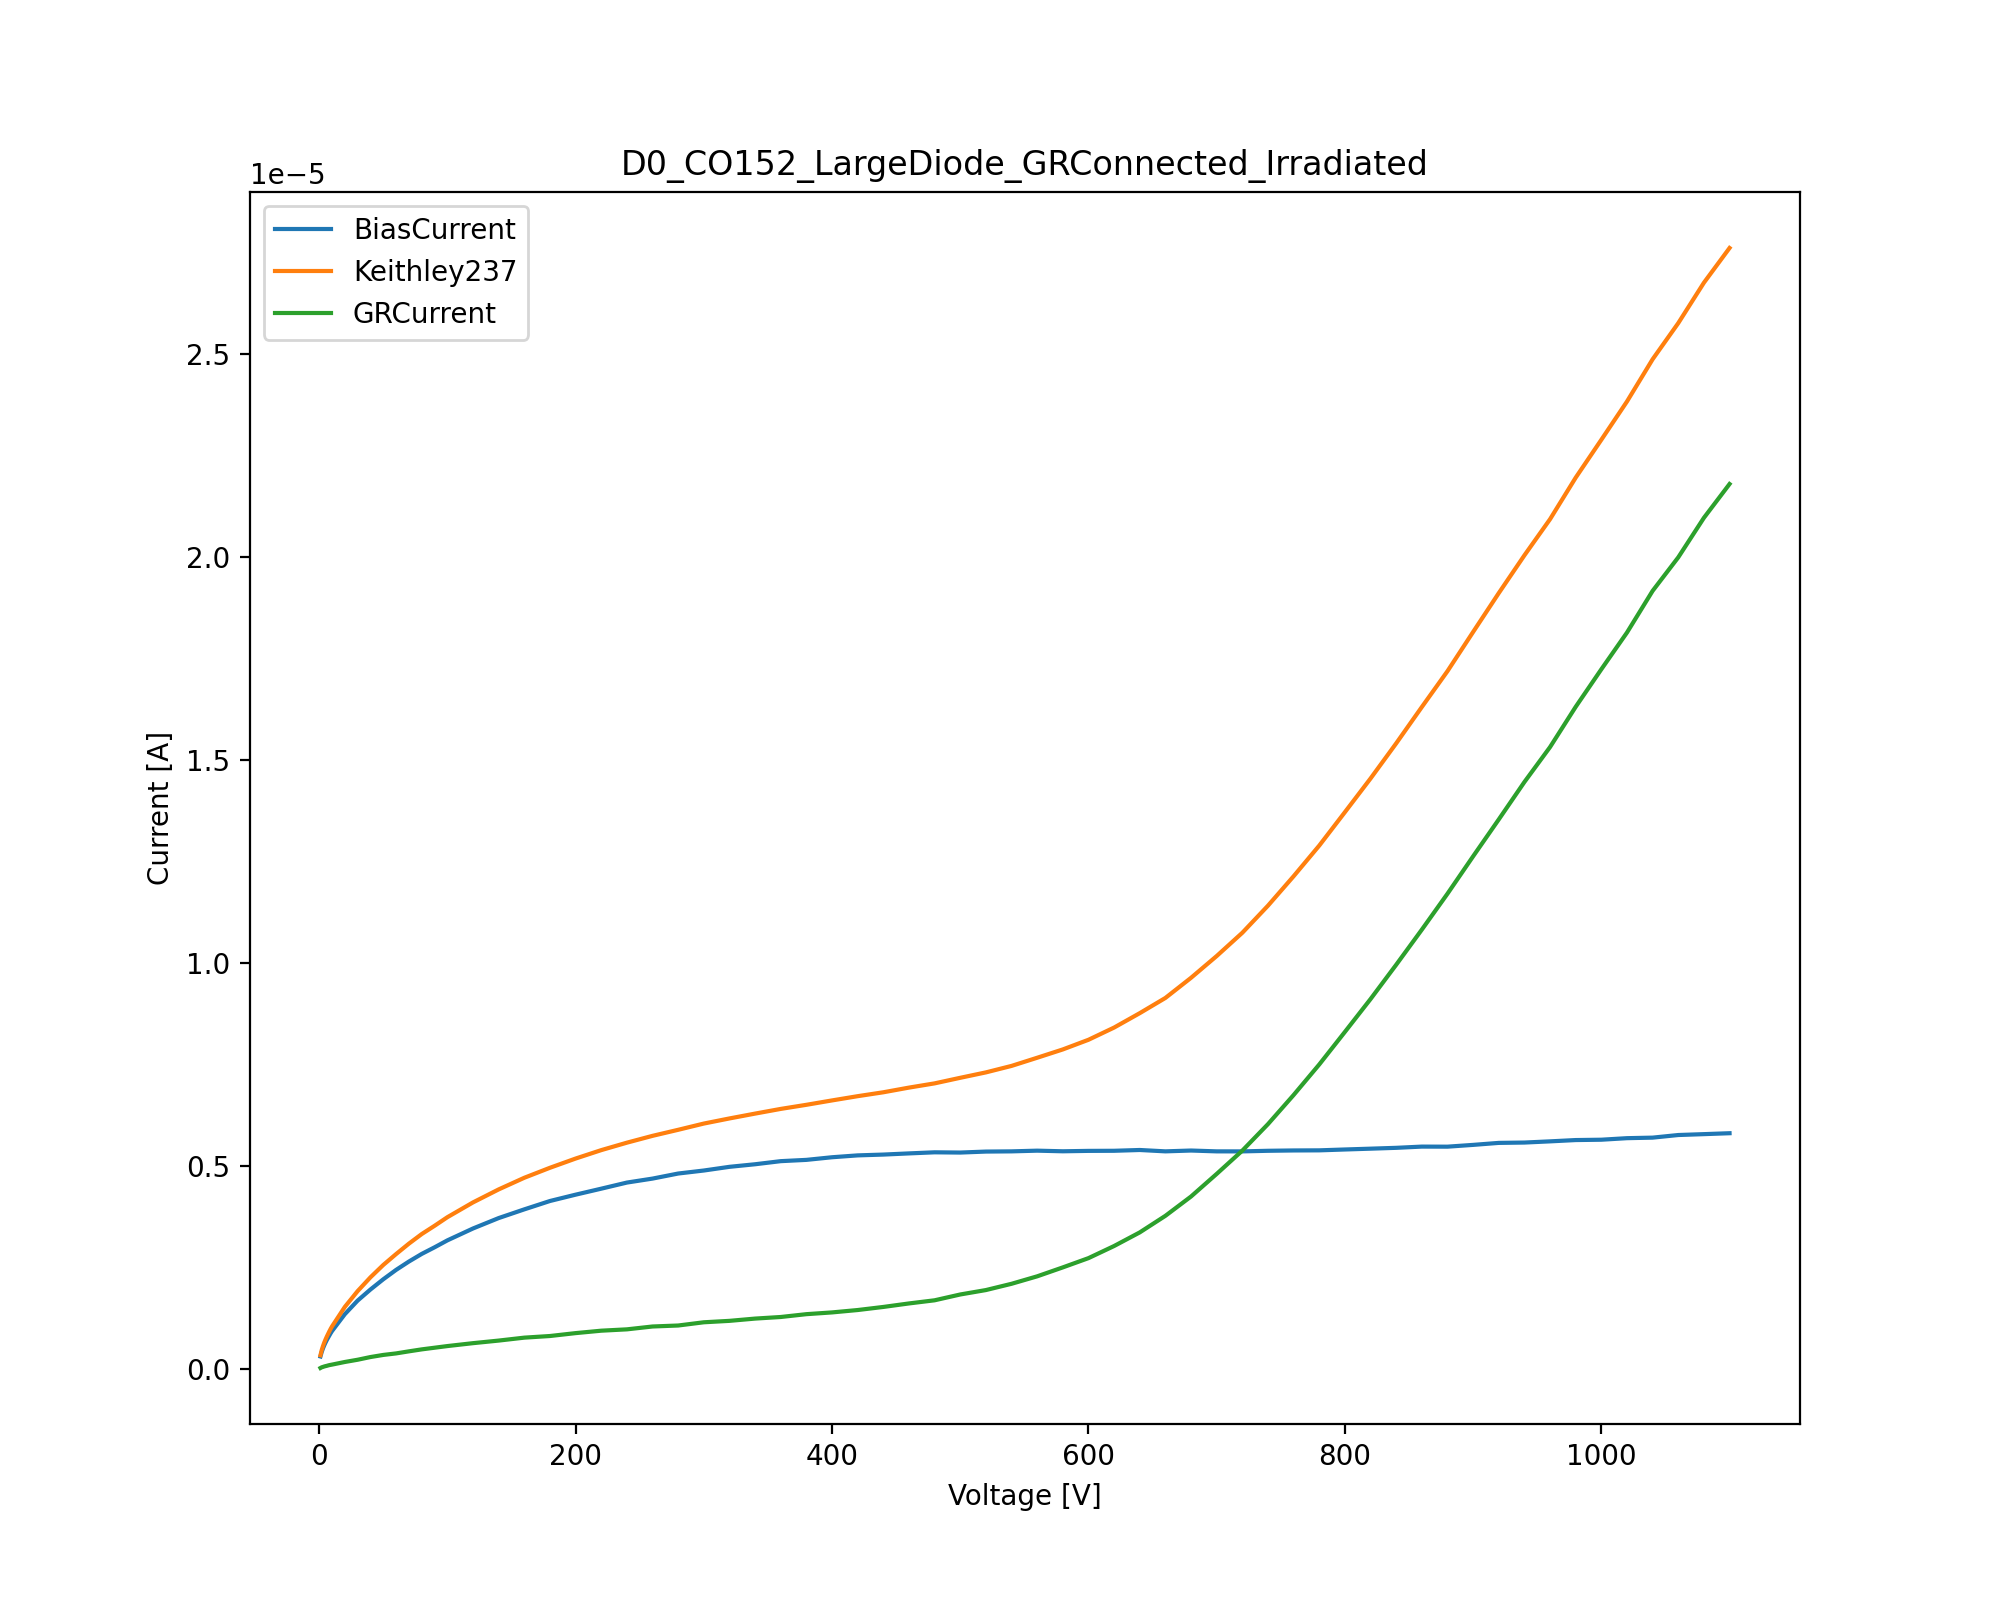 D0_CO152_LargeDiode_GRConnected_Irradiated
1e−5
BiasCurrent
Keithley237
GRCurrent
2.5
2.0
1.5
1.0
0.5
0.0
Current [A]
0 200 400 600 800 1000
Voltage [V]